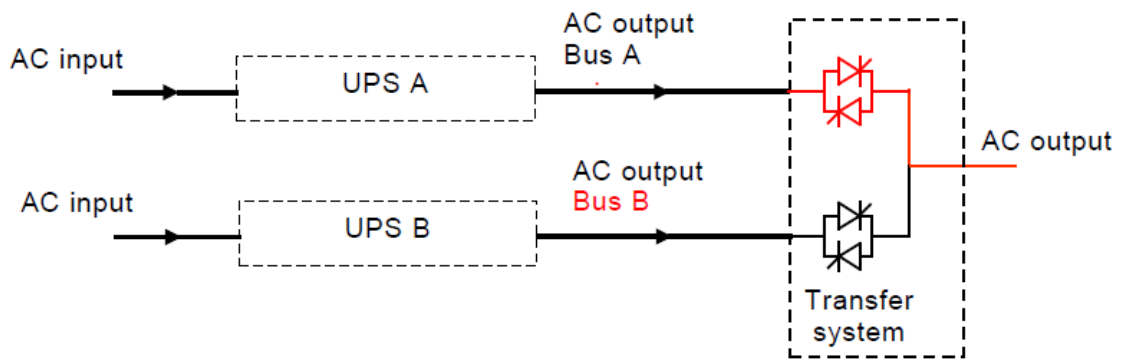 AC output
Bus A
AC input
UPS A
AC output
AC output
Bus B
AC input
UPS B
Transfer
system